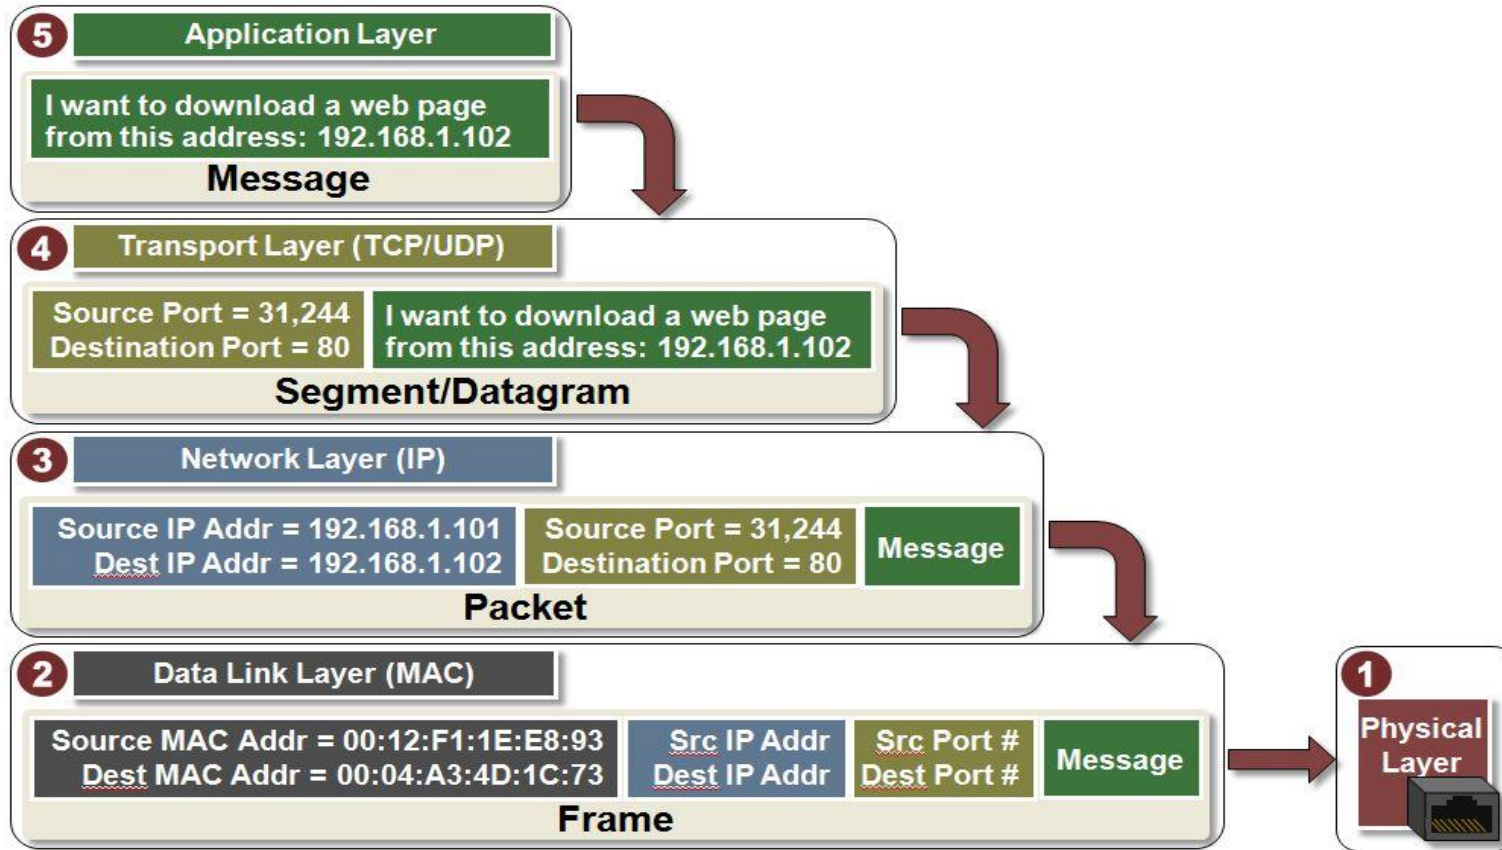 5
Application Layer
I want to download a web page
from this address: 192.168.1.102
Message
4
Transport Layer (TCP/UDP)
Source Port = 31,244
Destination Port = 80
I want to download a web page
from this address: 192.168.1.102
Segment/Datagram
3
Network Layer (IP)
Source IP Addr = 192.168.1.101
Dest IP Addr = 192.168.1.102
Source Port = 31,244
Destination Port = 80
Message
Packet
2
Data Link Layer (MAC)
Source MAC Addr = 00:12:F1:1E:E8:93
Dest MAC Addr = 00:04:A3:4D:1C:73
Src IP Addr
Dest IP Addr
Src Port #
Dest Port #
Message
Frame
1
Physical
Layer